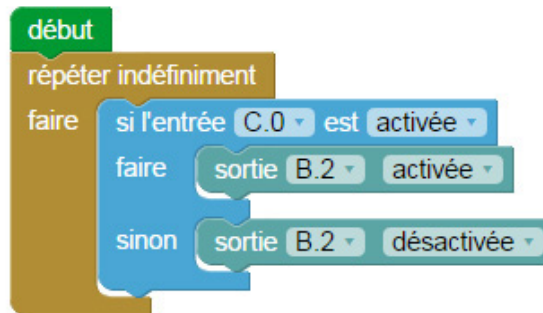 début
répéter indéfiniment
faire si l'entrée C.0 est activée
faire sortie B.2 activée
sinon sortie B.2 désactivée